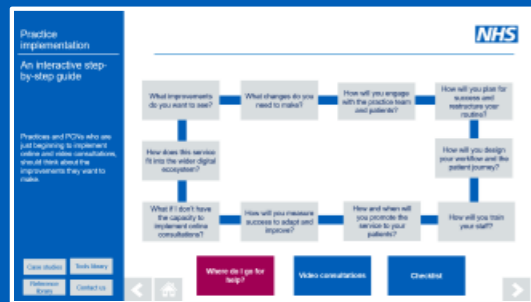 Practice
implementation
An interactive step-
by-step guide
Practices and PCNs who are
just beginning to implement
online and video consultations,
should think about the
improvements they want to
make.
Case studies
Tools library
Reference
library
Contact us
NHS
What improvements
do you want to see?
What changes do you
need to make?
How will you engage
with the practice team
and patients?
How will you plan for
success and
restructure your
routine?
How does this service
fit into the wider digital
ecosystem?
How will you design
your workflow and the
patient journey?
What if I don't have
the capacity to
implement online
consultations?
How will you measure
success to adapt and
improve?
How and when will
you promote the
service to your
patients?
How will you train
your staff?
Where do I go for
help?
Video consultations
Checklist